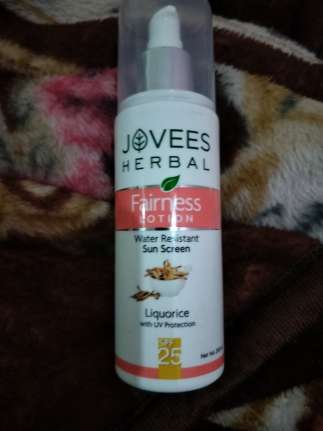 JOVEES
HERBAL
Fairness
LOTION
Water Resistant
Sun Screen
Liquorice
with UV Protection
SPF
25